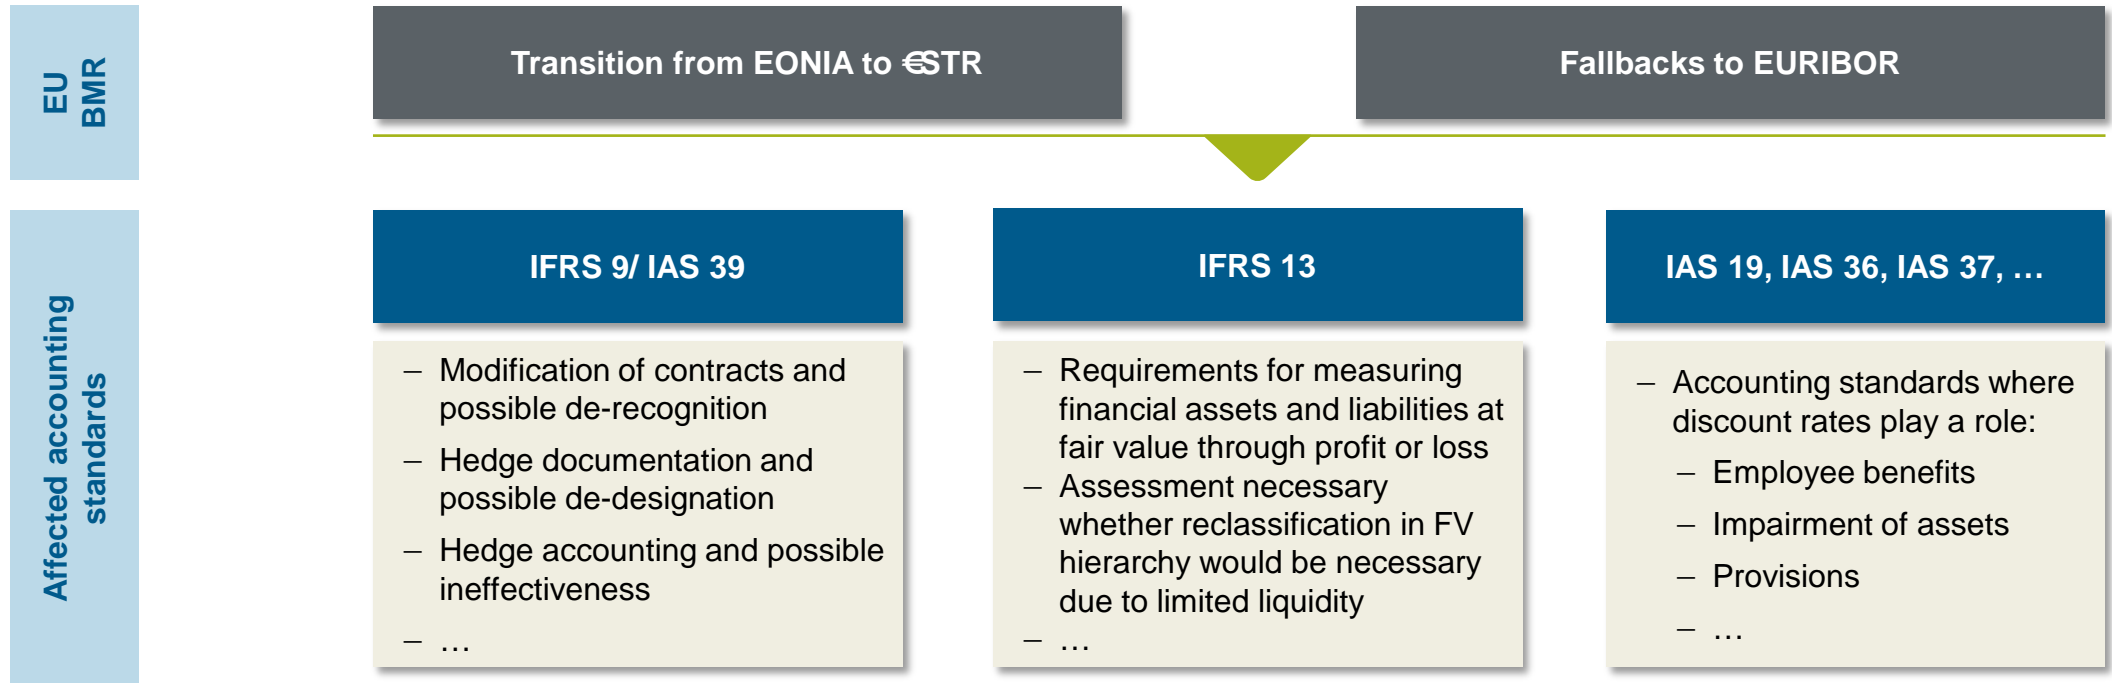 EU
BMR
Transition from EONIA to €STR
Fallbacks to EURIBOR
Affected accounting
standards
IFRS 9/ IAS 39
– Modification of contracts and
possible de-recognition
– Hedge documentation and
possible de-designation
– Hedge accounting and possible
ineffectiveness
– …
IFRS 13
– Requirements for measuring
financial assets and liabilities at
fair value through profit or loss
– Assessment necessary
whether reclassification in FV
hierarchy would be necessary
due to limited liquidity
– …
IAS 19, IAS 36, IAS 37, …
– Accounting standards where
discount rates play a role:
– Employee benefits
– Impairment of assets
– Provisions
– …